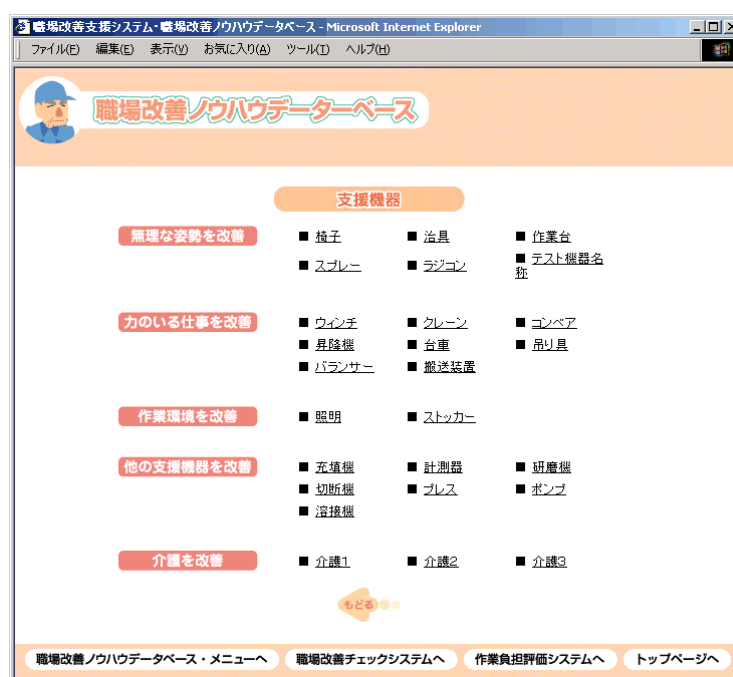 職場改善支援システム・職場改善ノウハウデータベース - Microsoft Internet Explorer
ファイル(F) 編集(E) 表示(V) お気に入り(A) ツール(T) ヘルプ(H)
職場改善ノウハウデーターベース
支援機器
無理な姿勢を改善 ■ 椅子 ■ 治具 ■ 作業台
■ スプレー ■ ラジコン ■ テスト機器名
称
力のいる仕事を改善 ■ ウィンチ ■ クレーン ■ コンベア
■ 昇降機 ■ 台車 ■ 吊り具
■ バランサー ■ 搬送装置
作業環境を改善 ■ 照明 ■ ストッカー
他の支援機器を改善 ■ 充填機 ■ 計測器 ■ 研磨機
■ 切断機 ■ プレス ■ ポンプ
■ 溶接機
介護を改善 ■ 介護1 ■ 介護2 ■ 介護3
もどる
職場改善ノウハウデータベース・メニューへ 職場改善チェックシステムへ 作業負担評価システムへ トップページへ